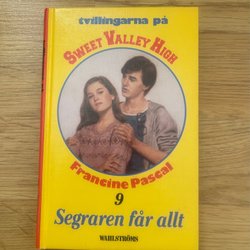 tvillingarna på
SWEET VALLEY HIGH
Francine Pascal
9
Segraren får allt
WAHLSTRÖMS